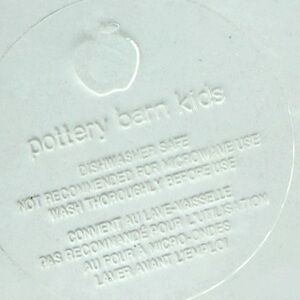 pottery barn kids
DISHWASHER SAFE
NOT RECOMMENDED FOR MICROWAVE USE
WASH THOROUGHLY BEFORE USE
CONVIENT AU LAVE-VAISSELLE
PAS RECOMMANDÉ POUR L'UTILISATION
AU FOUR À MICRO-ONDES
LAVER AVANT L'EMPLOI